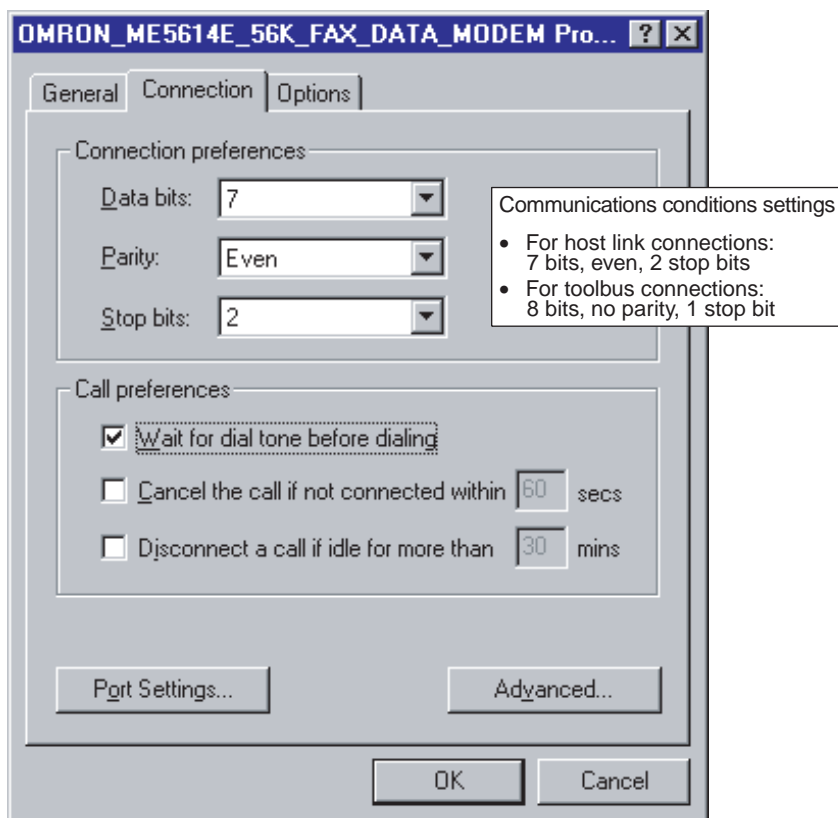 OMRON_ME5614E_56K_FAX_DATA_MODEM Pro... ? ×
General Connection Options
Connection preferences
Data bits: 7
Parity: Even
Stop bits: 2
Communications conditions settings
• For host link connections:
7 bits, even, 2 stop bits
• For toolbus connections:
8 bits, no parity, 1 stop bit
Call preferences
Wait for dial tone before dialing
Cancel the call if not connected within 60 secs
Disconnect a call if idle for more than 30 mins
Port Settings... Advanced...
OK Cancel